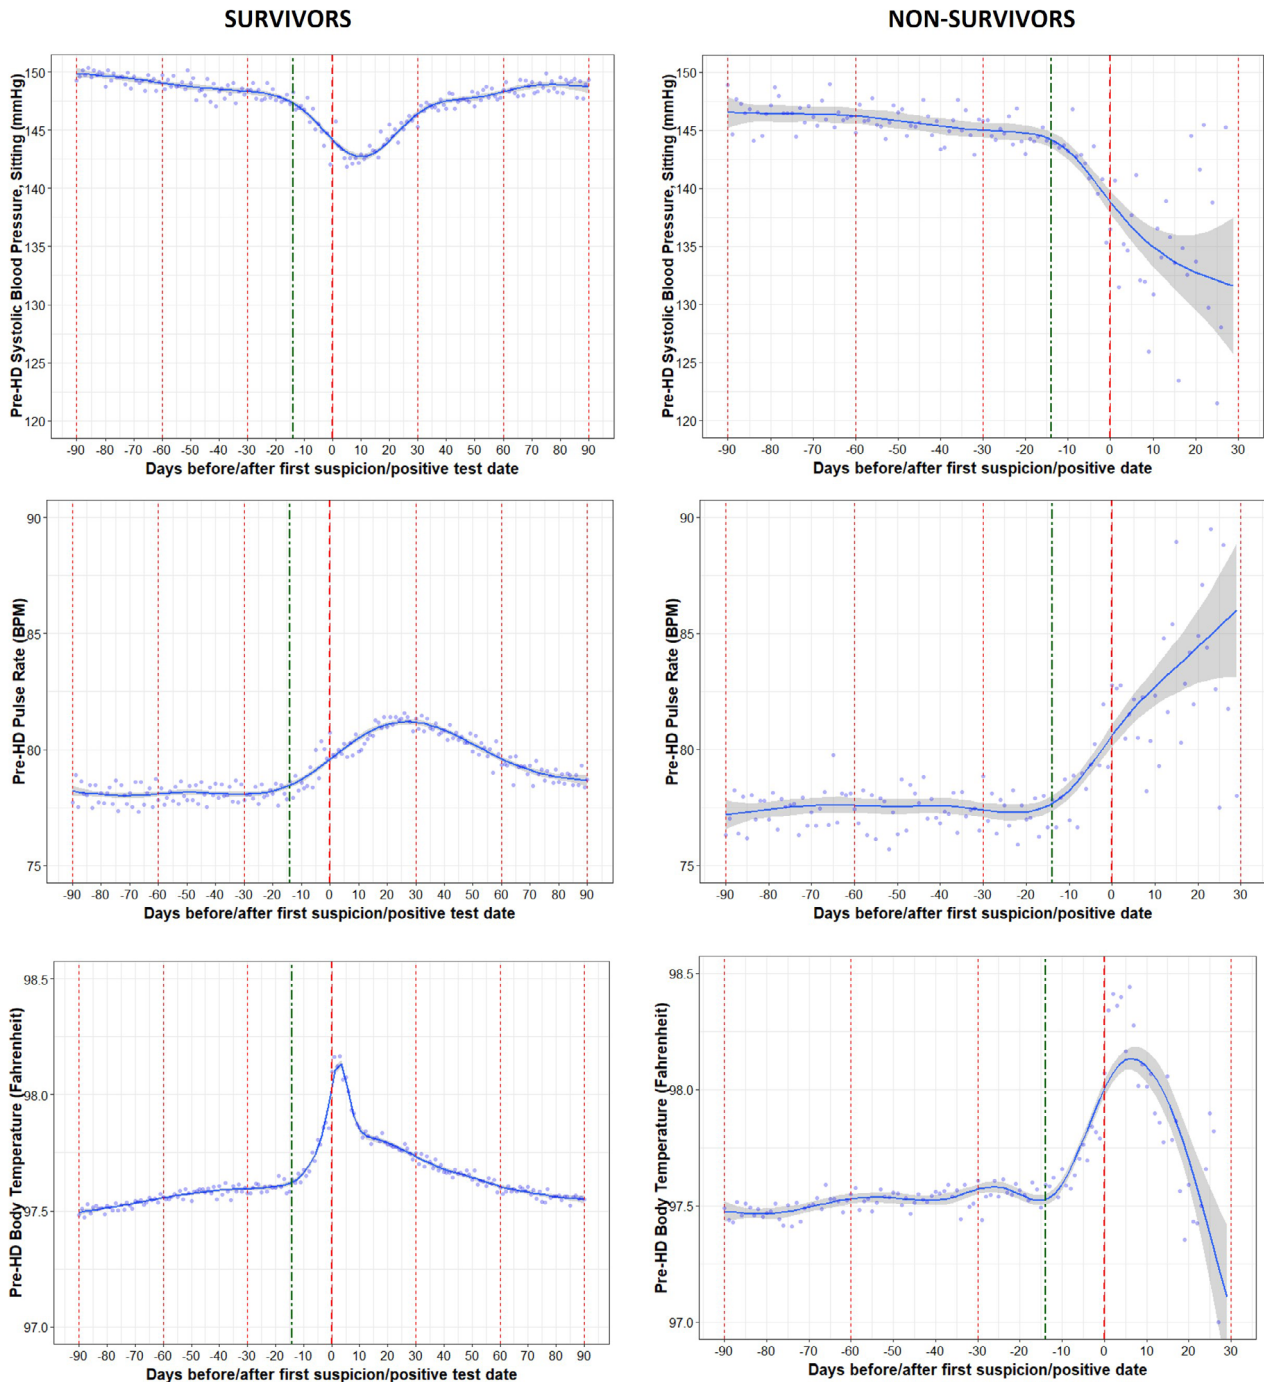 SURVIVORS
NON-SURVIVORS
Pre-HD Systolic Blood Pressure, Sitting (mmHg)
150
145
140
135
130
125
120
-90 -80 -70 -60 -50 -40 -30 -20 -10 0 10 20 30 40 50 60 70 80 90
Days before/after first suspicion/positive test date
Pre-HD Systolic Blood Pressure, Sitting (mmHg)
150
145
140
135
130
125
120
-90 -80 -70 -60 -50 -40 -30 -20 -10 0 10 20 30
Days before/after first suspicion/positive date
Pre-HD Pulse Rate (BPM)
90
85
80
75
-90 -80 -70 -60 -50 -40 -30 -20 -10 0 10 20 30 40 50 60 70 80 90
Days before/after first suspicion/positive test date
Pre-HD Pulse Rate (BPM)
90
85
80
75
-90 -80 -70 -60 -50 -40 -30 -20 -10 0 10 20 30
Days before/after first suspicion/positive date
Pre-HD Body Temperature (Fahrenheit)
98.5
98.0
97.5
97.0
-90 -80 -70 -60 -50 -40 -30 -20 -10 0 10 20 30 40 50 60 70 80 90
Days before/after first suspicion/positive test date
Pre-HD Body Temperature (Fahrenheit)
98.5
98.0
97.5
97.0
-90 -80 -70 -60 -50 -40 -30 -20 -10 0 10 20 30
Days before/after first suspicion/positive date